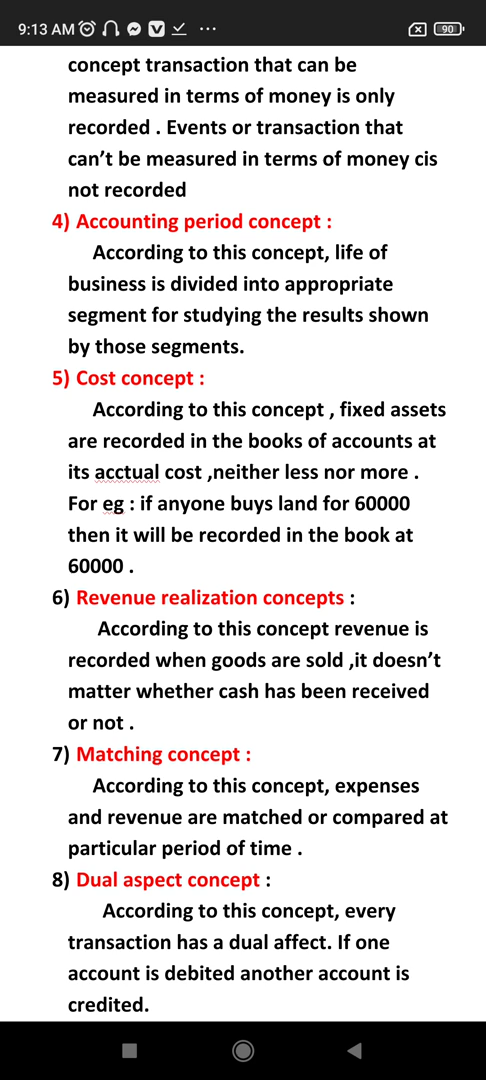 9:13 AM
90
concept transaction that can be
measured in terms of money is only
recorded . Events or transaction that
can’t be measured in terms of money cis
not recorded
4) Accounting period concept :
According to this concept, life of
business is divided into appropriate
segment for studying the results shown
by those segments.
5) Cost concept :
According to this concept , fixed assets
are recorded in the books of accounts at
its acctual cost ,neither less nor more .
For eg : if anyone buys land for 60000
then it will be recorded in the book at
60000 .
6) Revenue realization concepts :
According to this concept revenue is
recorded when goods are sold ,it doesn’t
matter whether cash has been received
or not .
7) Matching concept :
According to this concept, expenses
and revenue are matched or compared at
particular period of time .
8) Dual aspect concept :
According to this concept, every
transaction has a dual affect. If one
account is debited another account is
credited.